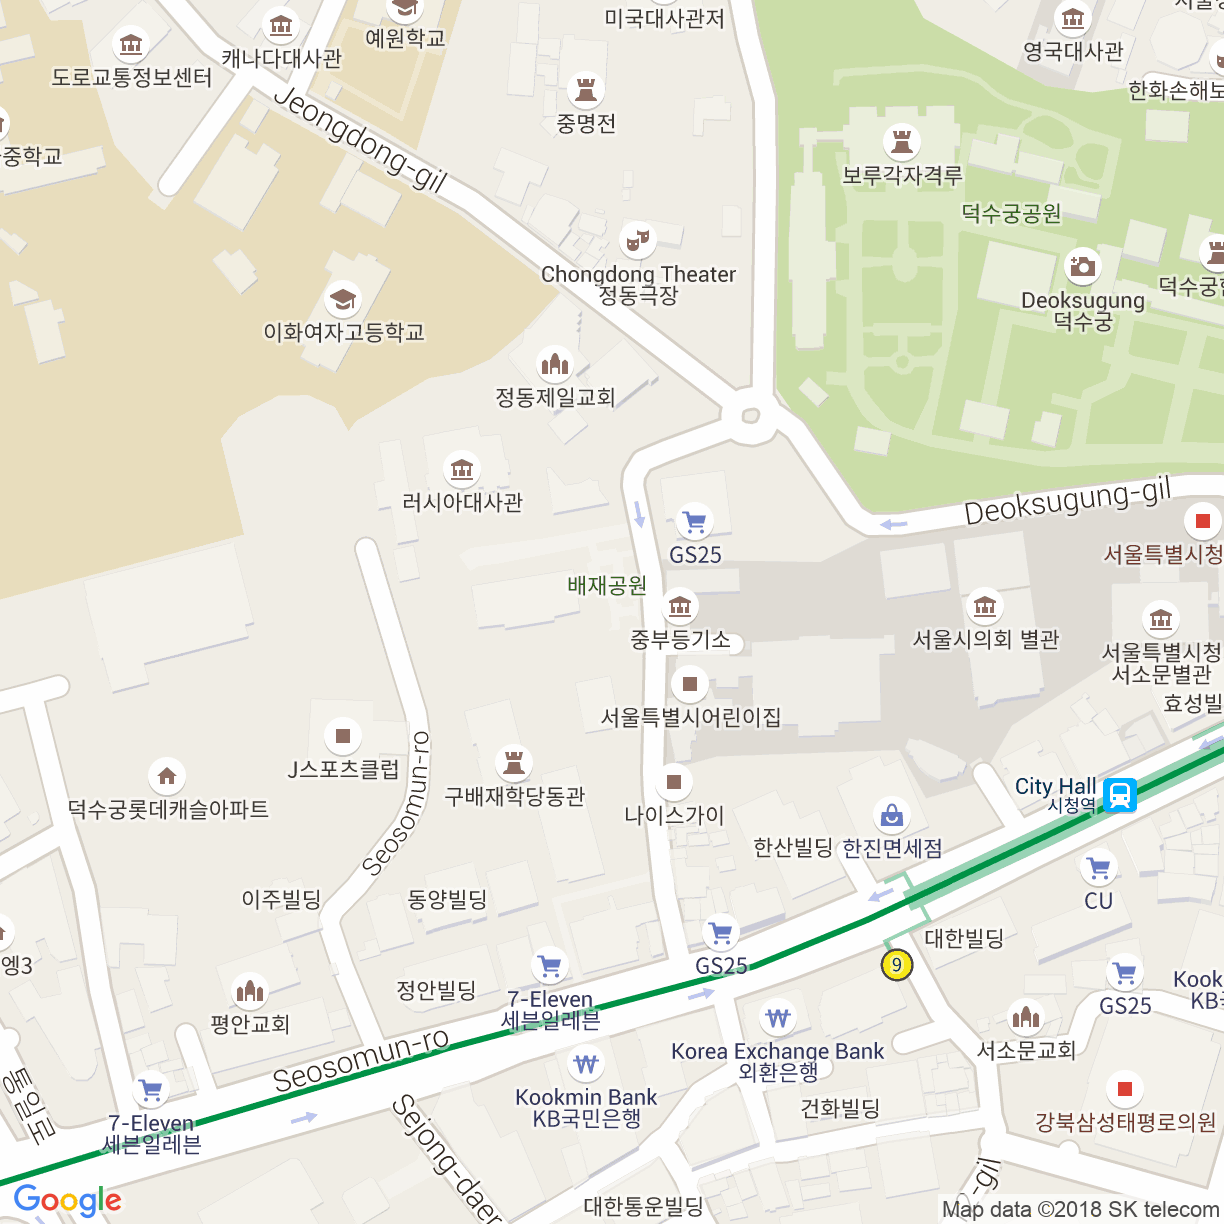 미국대사관저
예원학교
캐나다대사관
도로교통정보센터
영국대사관
한화손해보
중명전
중학교
Jeongdong-gil
보루각자격루
덕수궁공원
Chongdong Theater
정동극장
Deoksugung
덕수궁
이화여자고등학교
정동제일교회
러시아대사관
Deoksugung-gil
GS25
서울특별시청
배재공원
중부등기소
서울시의회 별관
서울특별시청
서소문별관
효성빌
서울특별시어린이집
J스포츠클럽
Seosomun-ro
구배재학당동관
나이스가이
City Hall
시청역
덕수궁롯데캐슬아파트
한산빌딩
한진면세점
이주빌딩
동양빌딩
CU
GS25
대한빌딩
엥3
9
정안빌딩
7-Eleven
세븐일레븐
평안교회
GS25
Seosomun-ro
Korea Exchange Bank
외환은행
서소문교회
Kookmin Bank
KB국민은행
건화빌딩
강북삼성태평로의원
통일로
7-Eleven
세븐일레븐
Sejong-daer
대한통운빌딩
-gil
Google
Map data ©2018 SK telecom